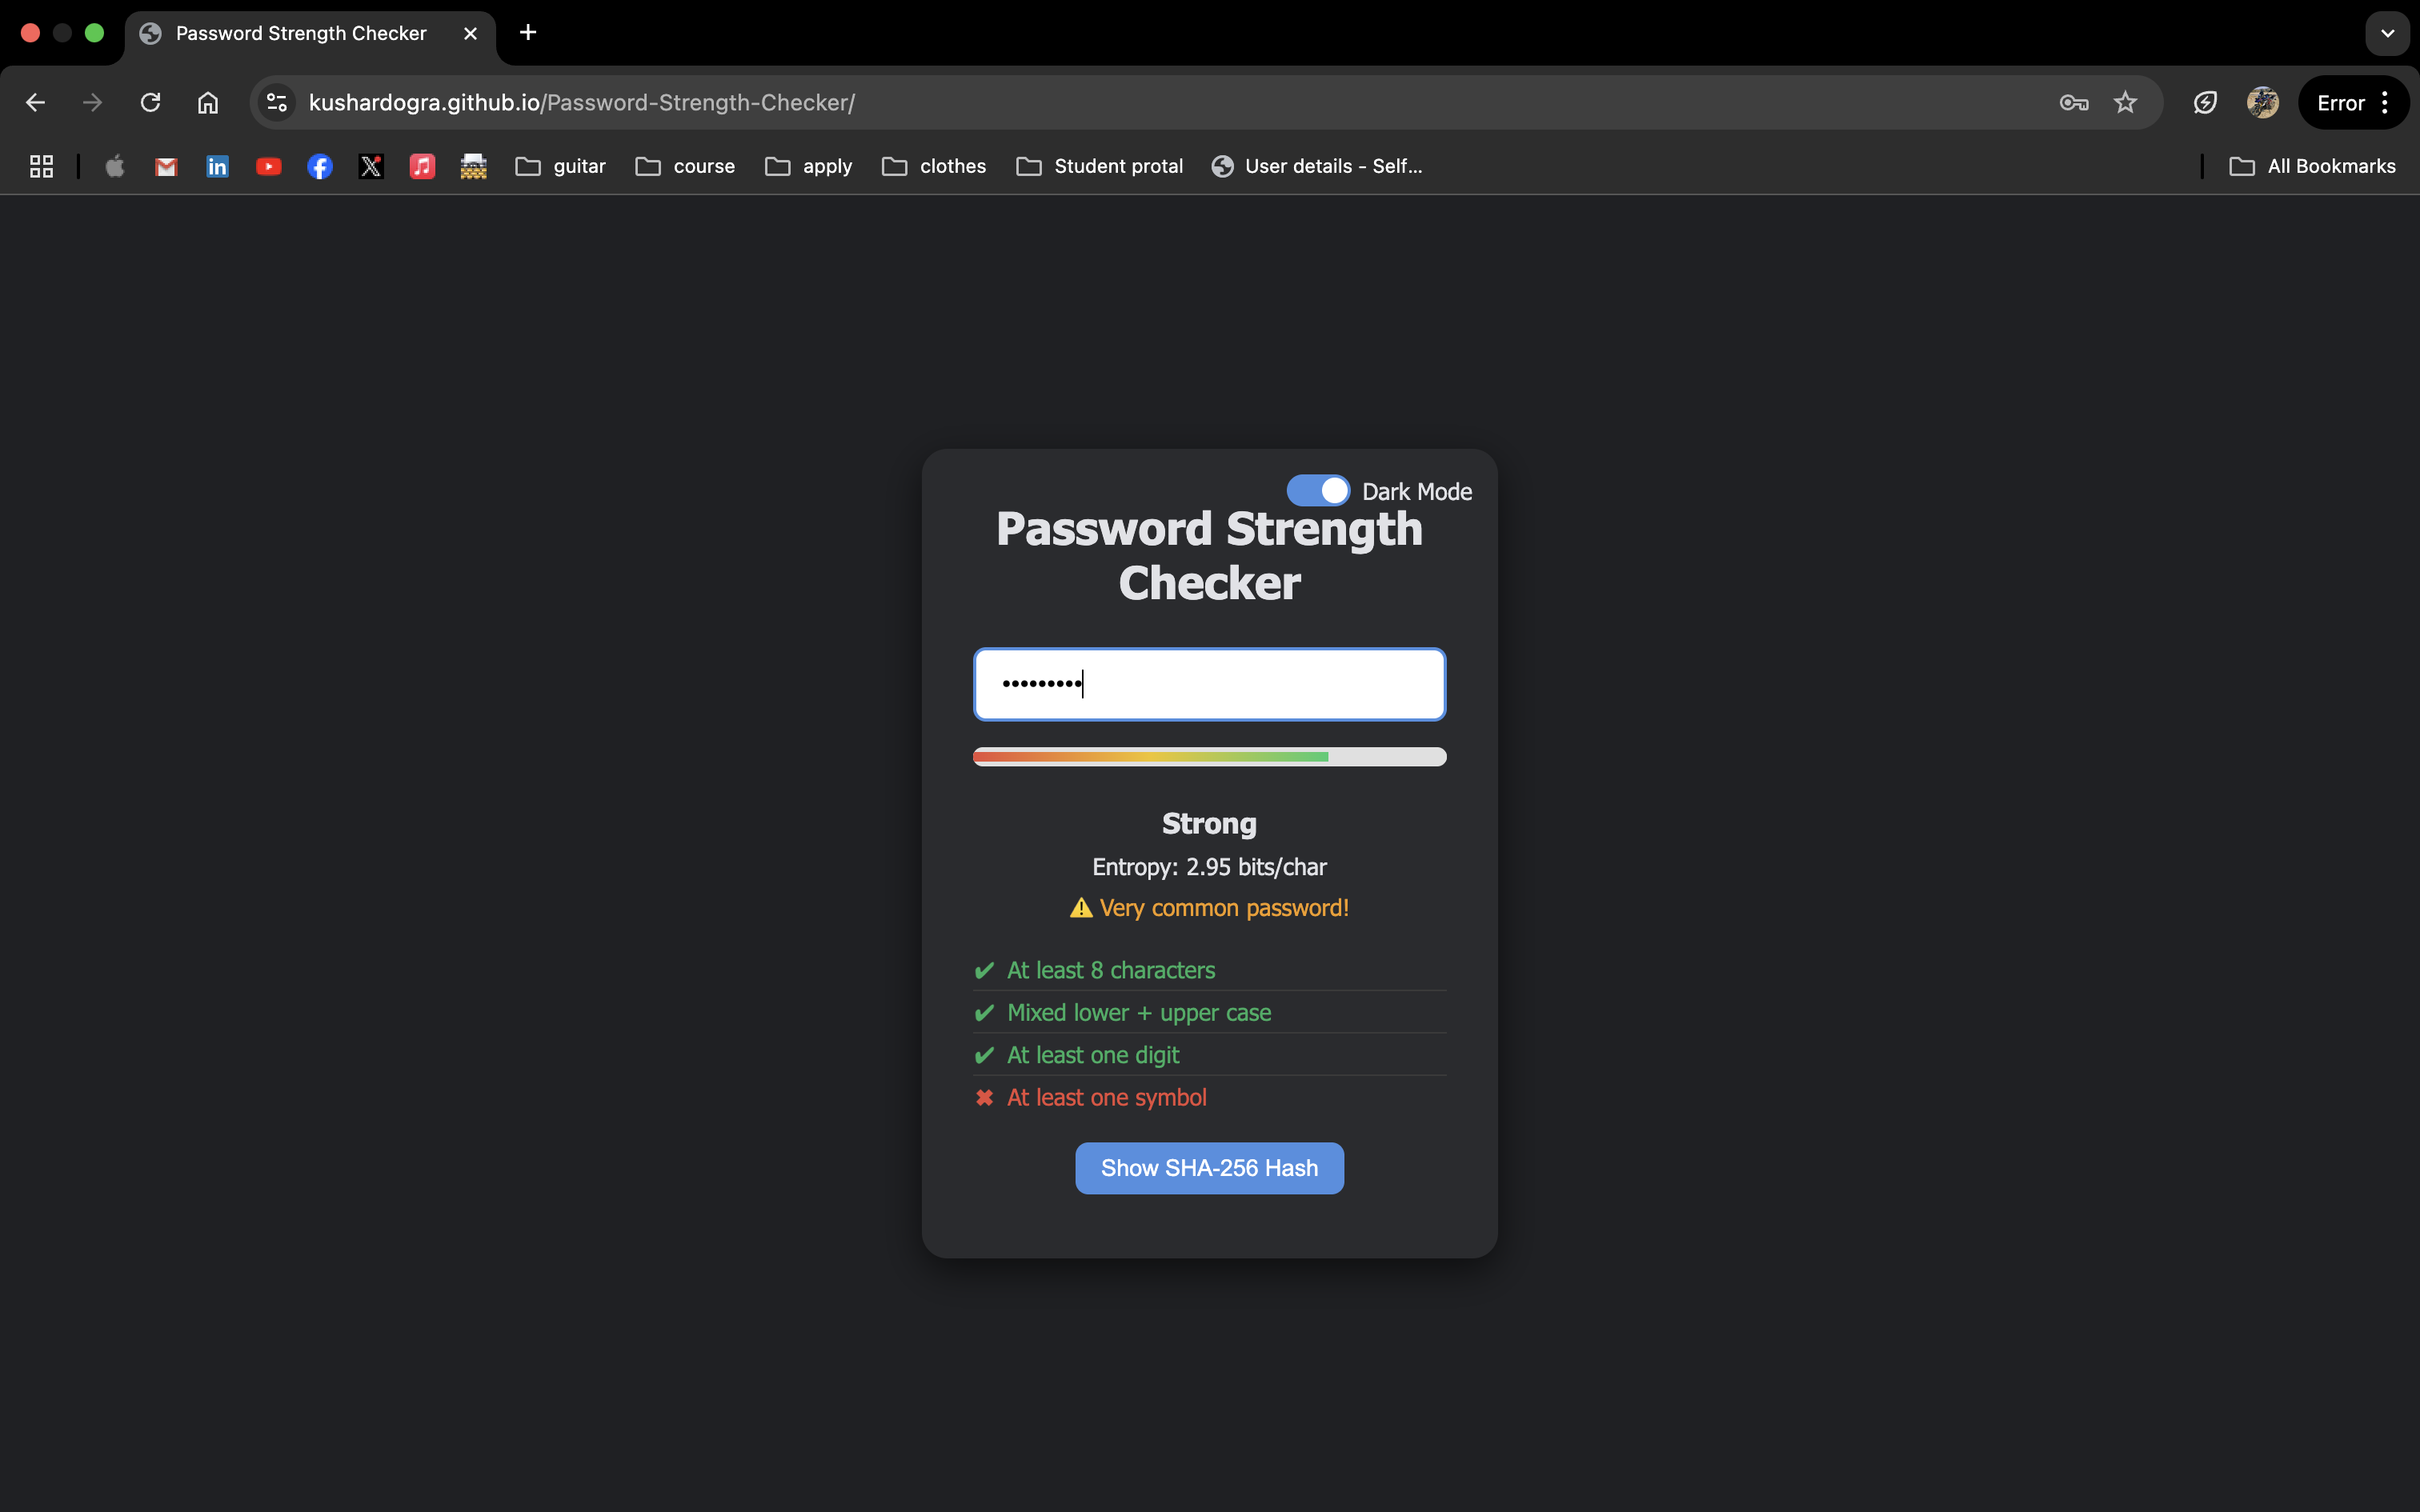 Password Strength Checker
kushardogra.github.io/Password-Strength-Checker/
Error
guitar
course
apply
clothes
Student protal
User details - Self...
All Bookmarks
Dark Mode
Password Strength
Checker
•••••••••
Strong
Entropy: 2.95 bits/char
⚠ Very common password!
✔ At least 8 characters
✔ Mixed lower + upper case
✔ At least one digit
✖ At least one symbol
Show SHA-256 Hash